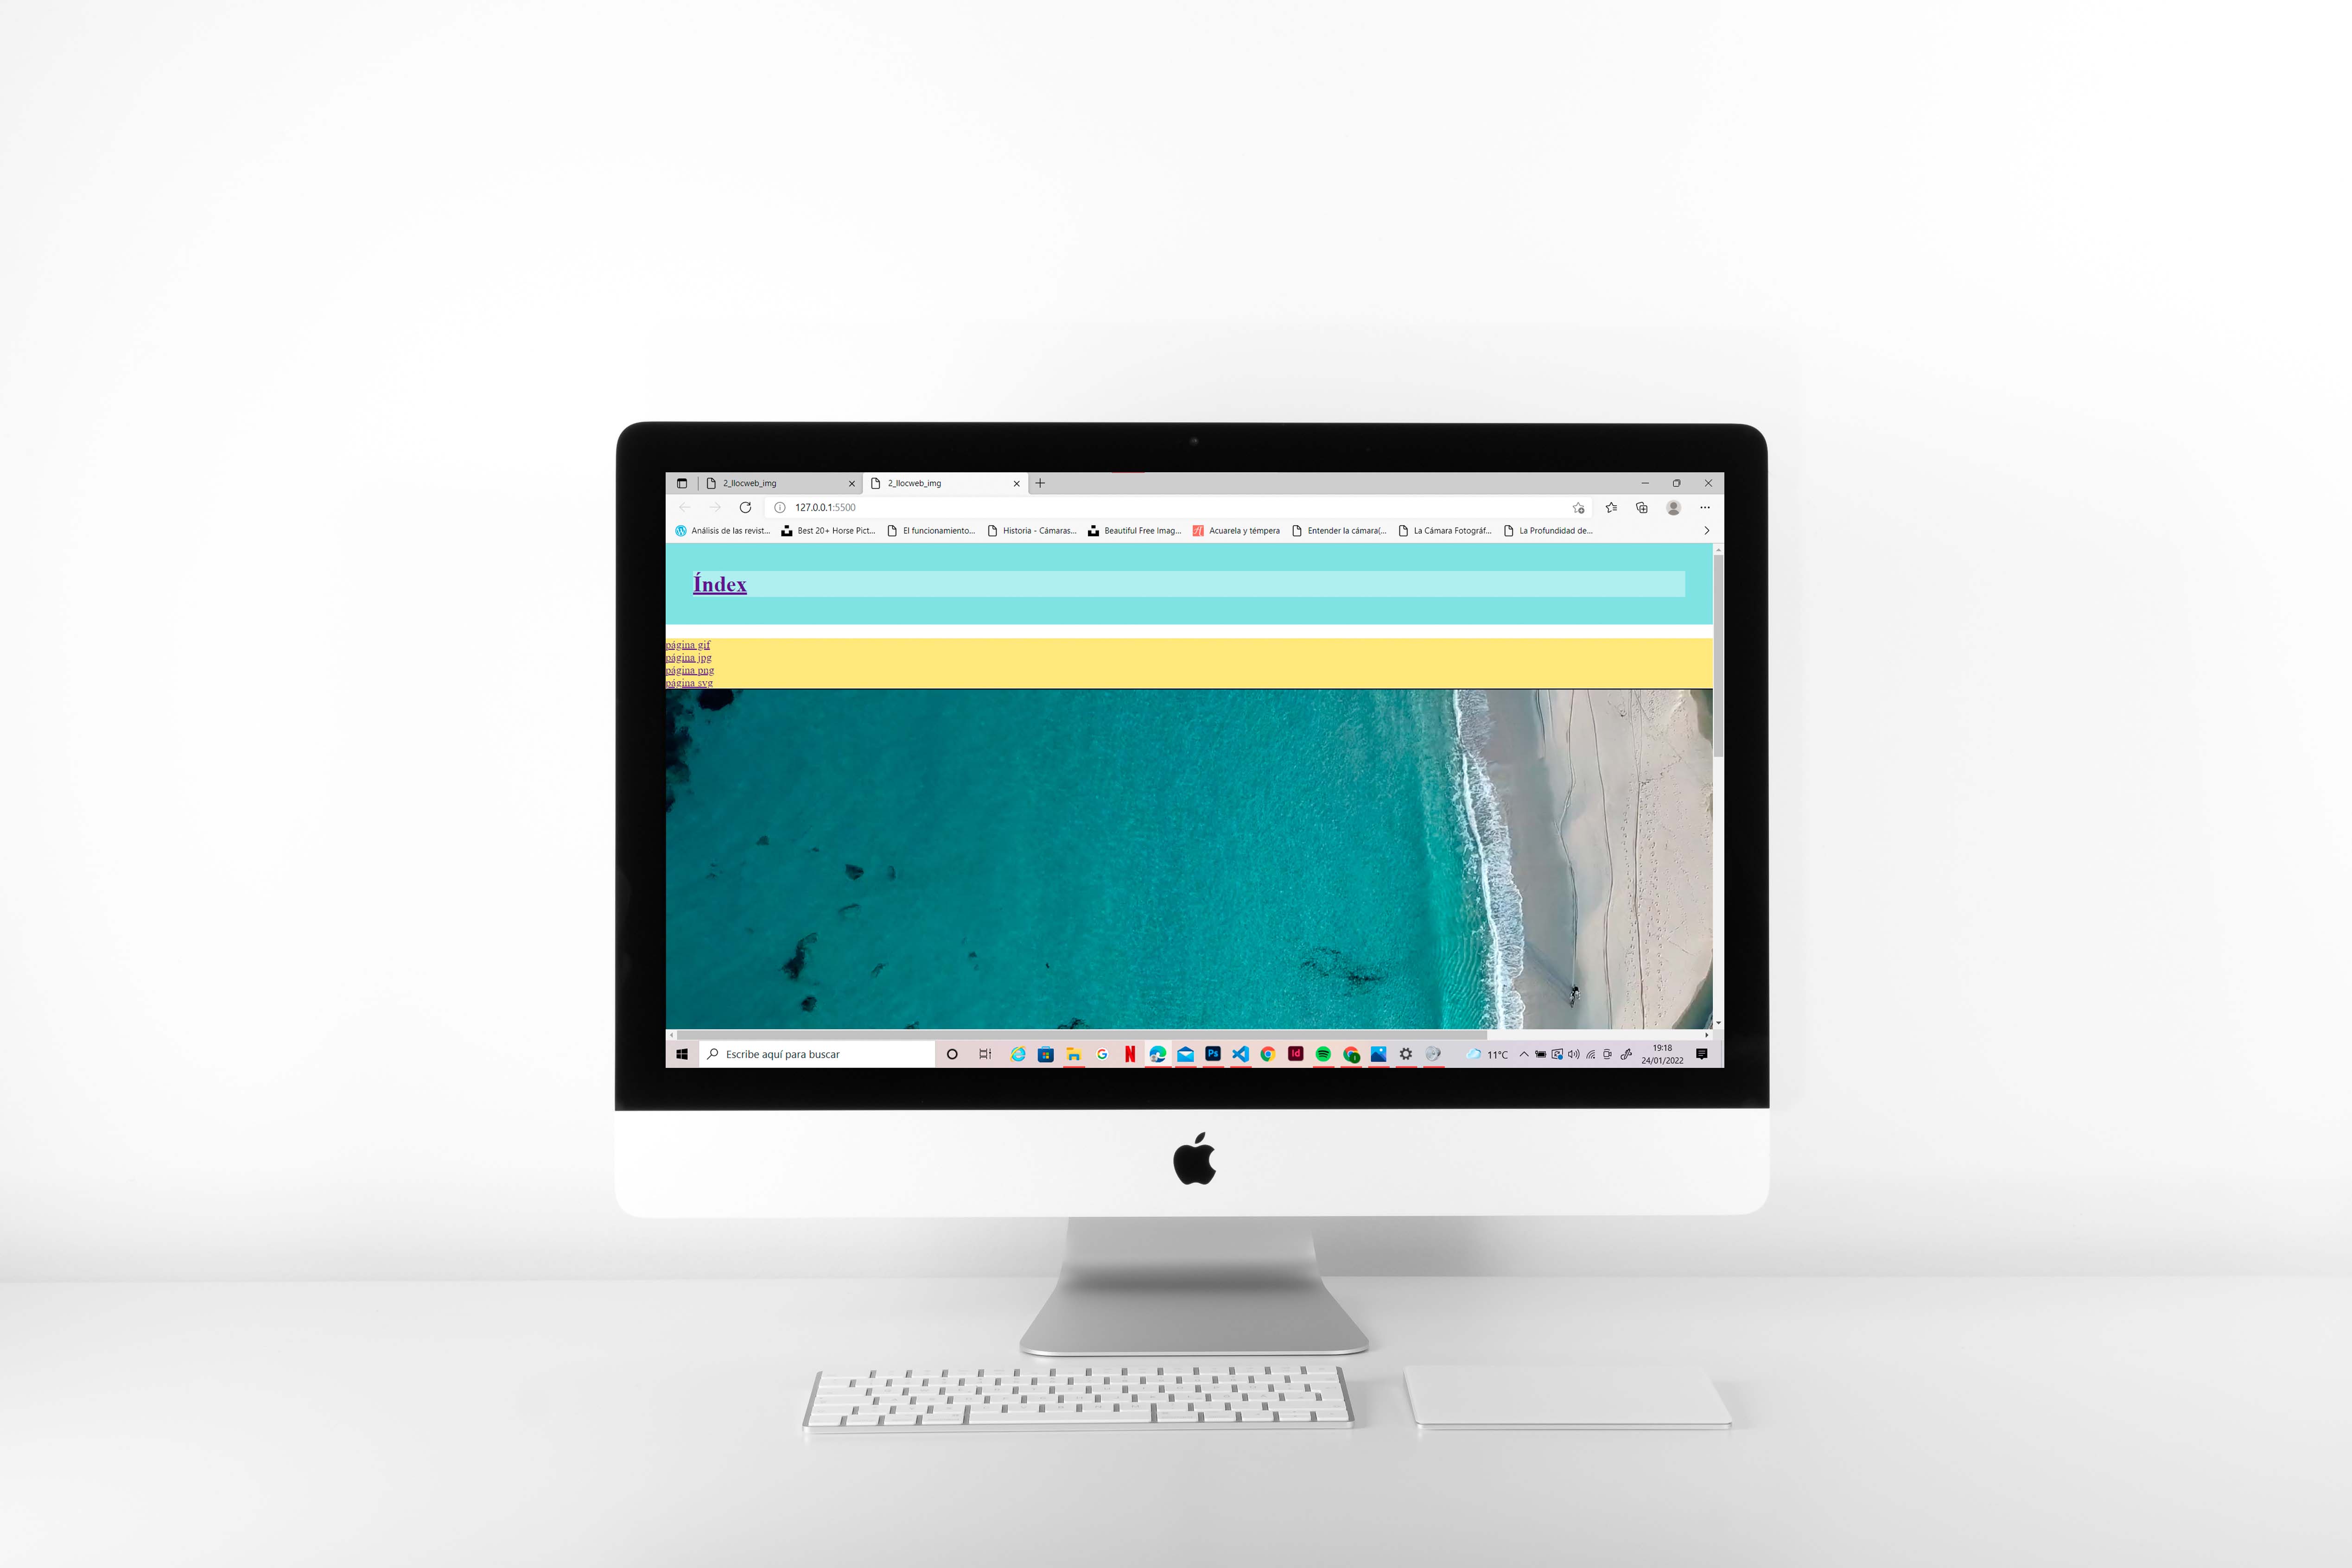 2_llocweb_img
2_llocweb_img
127.0.0.1:5500
Análisis de las revist...
Best 20+ Horse Pict...
El funcionamiento...
Historia - Cámaras...
Beautiful Free Imag...
Acuarela y témpera
Entender la cámara(...
La Cámara Fotográf...
La Profundidad de...
Índex
página gif
página jpg
página png
página svg
Escribe aquí para buscar
Ps
Id
11°C
19:18
24/01/2022